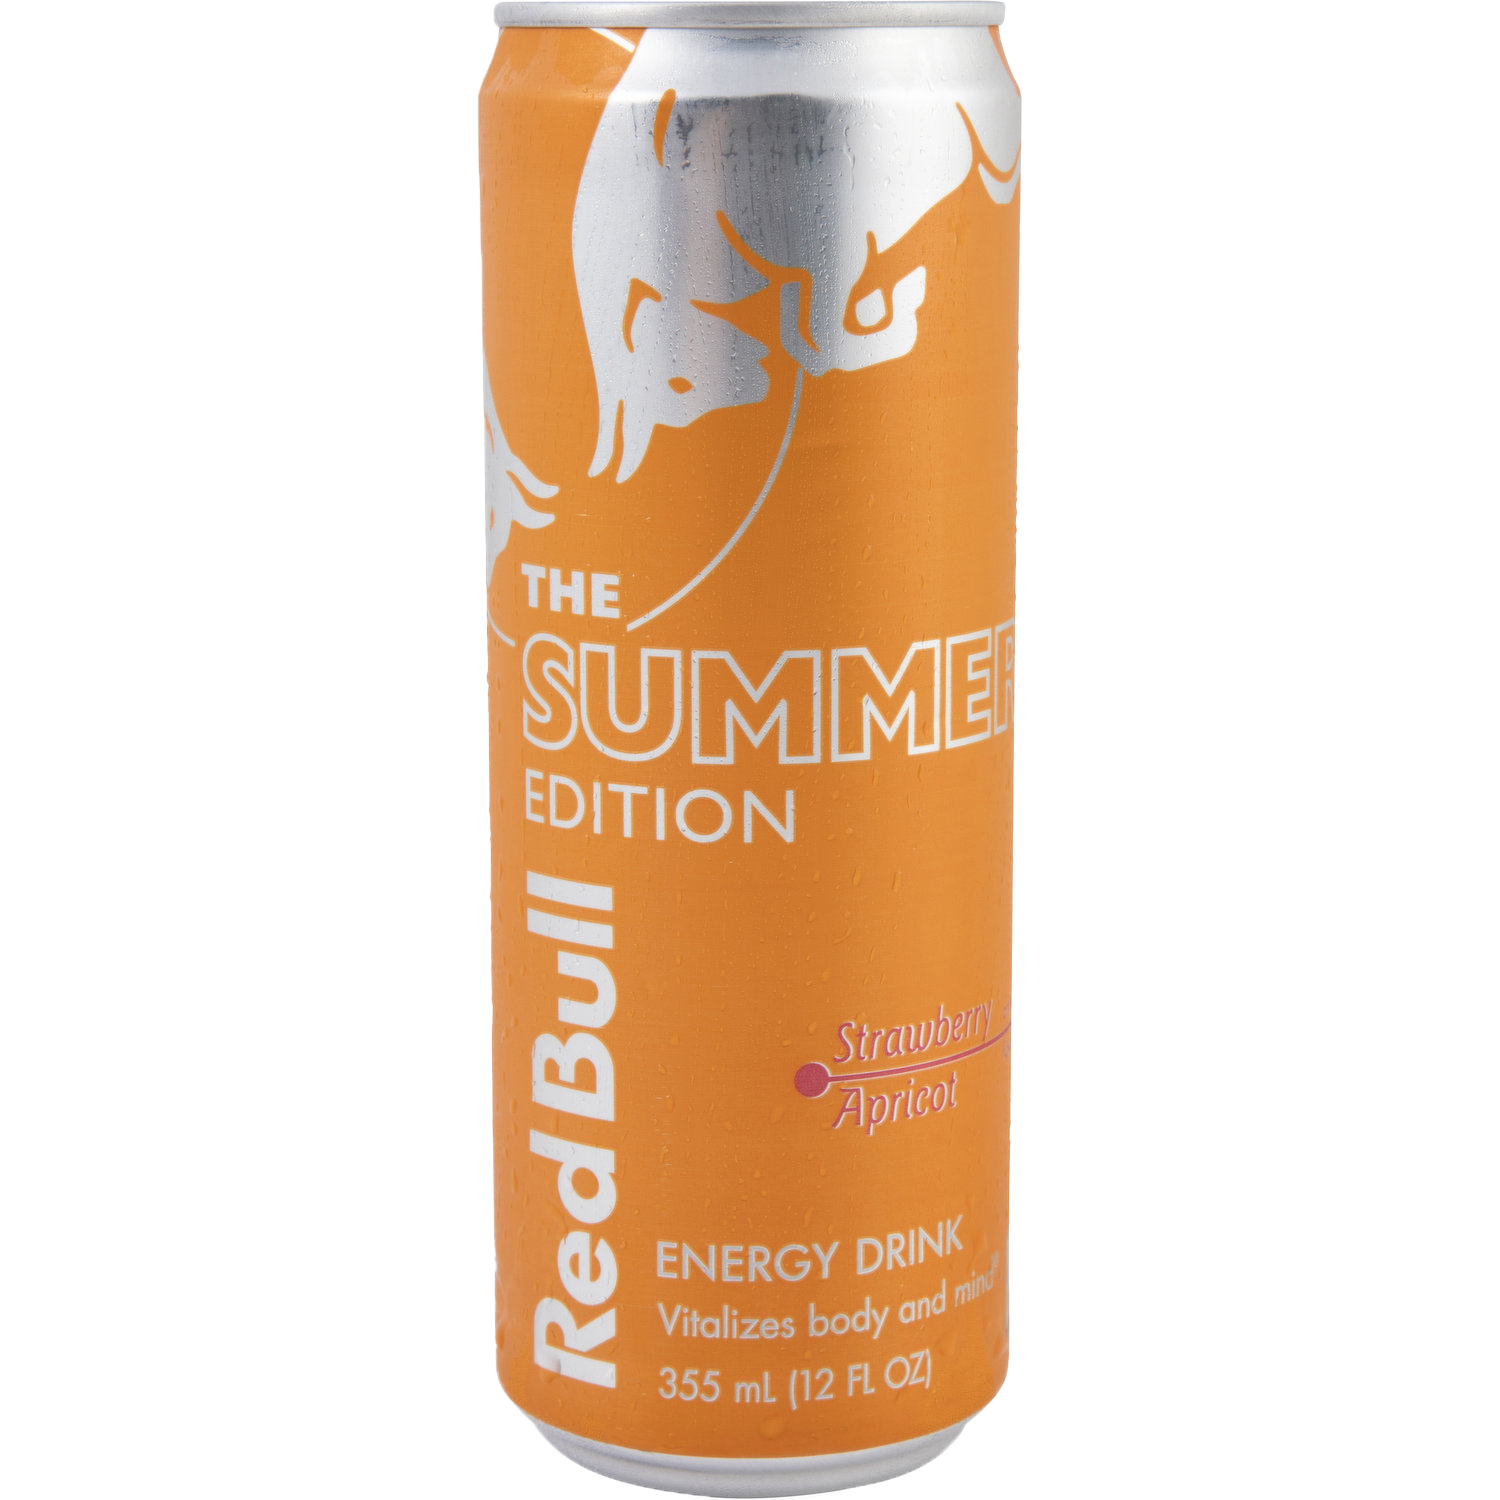 THE
SUMMER
EDITION
Red Bull
Strawberry
Apricot
ENERGY DRINK
Vitalizes body and mind®
355 mL (12 FL OZ)